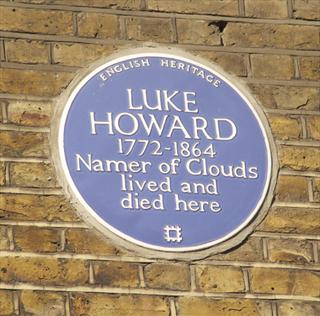 ENGLISH HERITAGE
LUKE
HOWARD
1772-1864
Namer of Clouds
lived and
died here